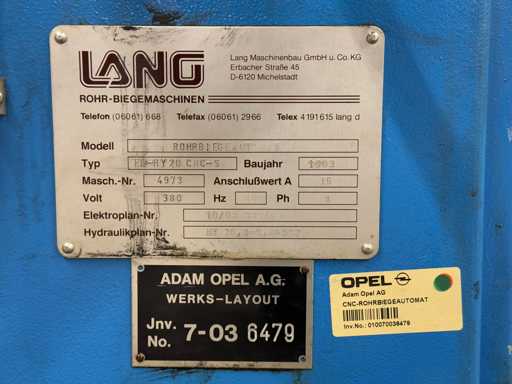 LANG
ROHR-BIEGEMASCHINEN
Lang Maschinenbau GmbH u. Co. KG
Erbacher Straße 45
D-6120 Michelstadt
Telefon (06061) 668 Telefax (06061) 2966 Telex 4191615 lang d
Modell
Typ CNC-S Baujahr
Masch.-Nr. 4973 Anschlußwert A 16
Volt 380 Hz Ph 3
Elektroplan-Nr.
Hydraulikplan-Nr.
ADAM OPEL A.G.
WERKS-LAYOUT
Jnv. No. 7-03 6479
OPEL
Adam Opel AG
CNC-ROHRBIEGEAUTOMAT
Inv.No.: 010070036479